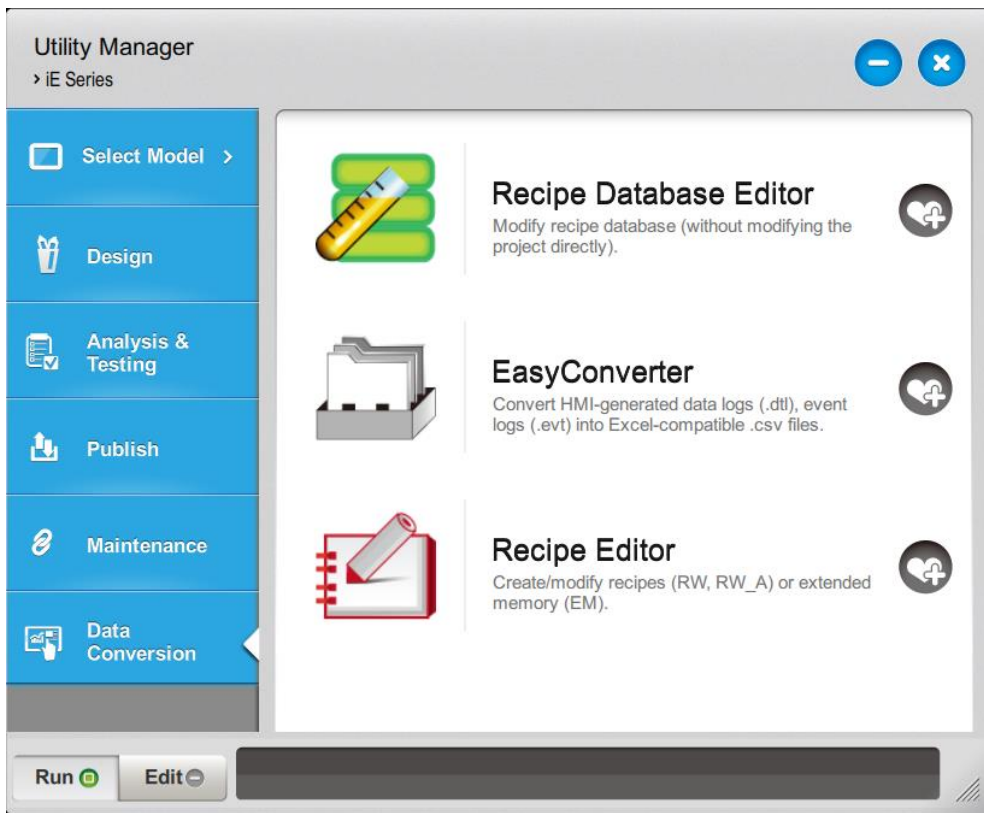 Utility Manager
› iE Series
Select Model ›
Design
Analysis &
Testing
Publish
Maintenance
Data
Conversion
Recipe Database Editor
Modify recipe database (without modifying the
project directly).
EasyConverter
Convert HMI-generated data logs (.dtl), event
logs (.evt) into Excel-compatible .csv files.
Recipe Editor
Create/modify recipes (RW, RW_A) or extended
memory (EM).
Run
Edit